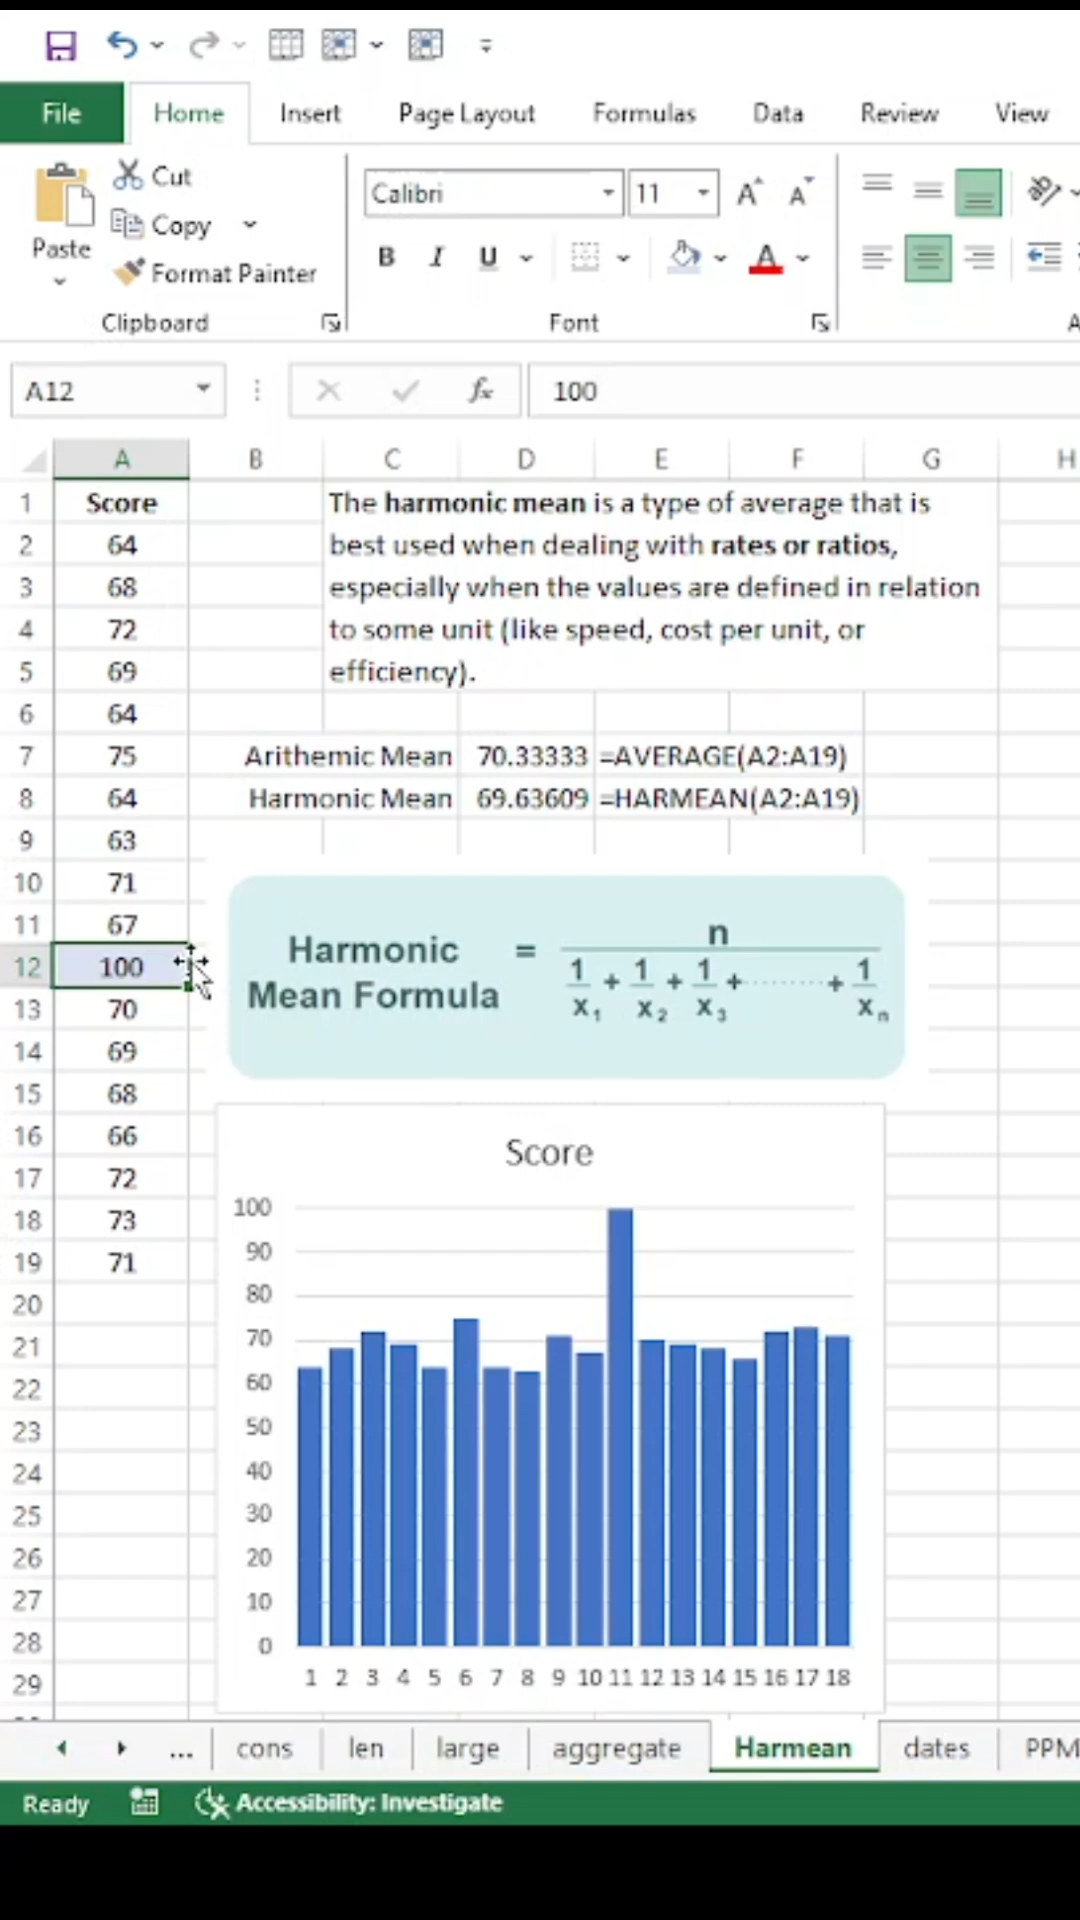 File Home Insert Page Layout Formulas Data Review View
Cut
Copy
Paste
Format Painter
Calibri 11 A A
B I U A
ab
Clipboard Font
A12 fx 100
A B C D E F G H
1 Score The harmonic mean is a type of average that is
2 64 best used when dealing with rates or ratios,
3 68 especially when the values are defined in relation
4 72 to some unit (like speed, cost per unit, or
5 69 efficiency).
6 64
7 75 Arithemic Mean 70.33333 =AVERAGE(A2:A19)
8 64 Harmonic Mean 69.63609 =HARMEAN(A2:A19)
9 63
10 71
11 67
12 100
13 70
14 69
15 68
16 66
17 72
18 73
19 71
20
21
22
23
24
25
26
27
28
29
Harmonic
Mean Formula
=
n
1 + 1 + 1 +........+ 1
x1 x2 x3 xn
Score
100
90
80
70
60
50
40
30
20
10
0
1 2 3 4 5 6 7 8 9 10 11 12 13 14 15 16 17 18
... cons len large aggregate Harmean dates PPM
Ready Accessibility: Investigate